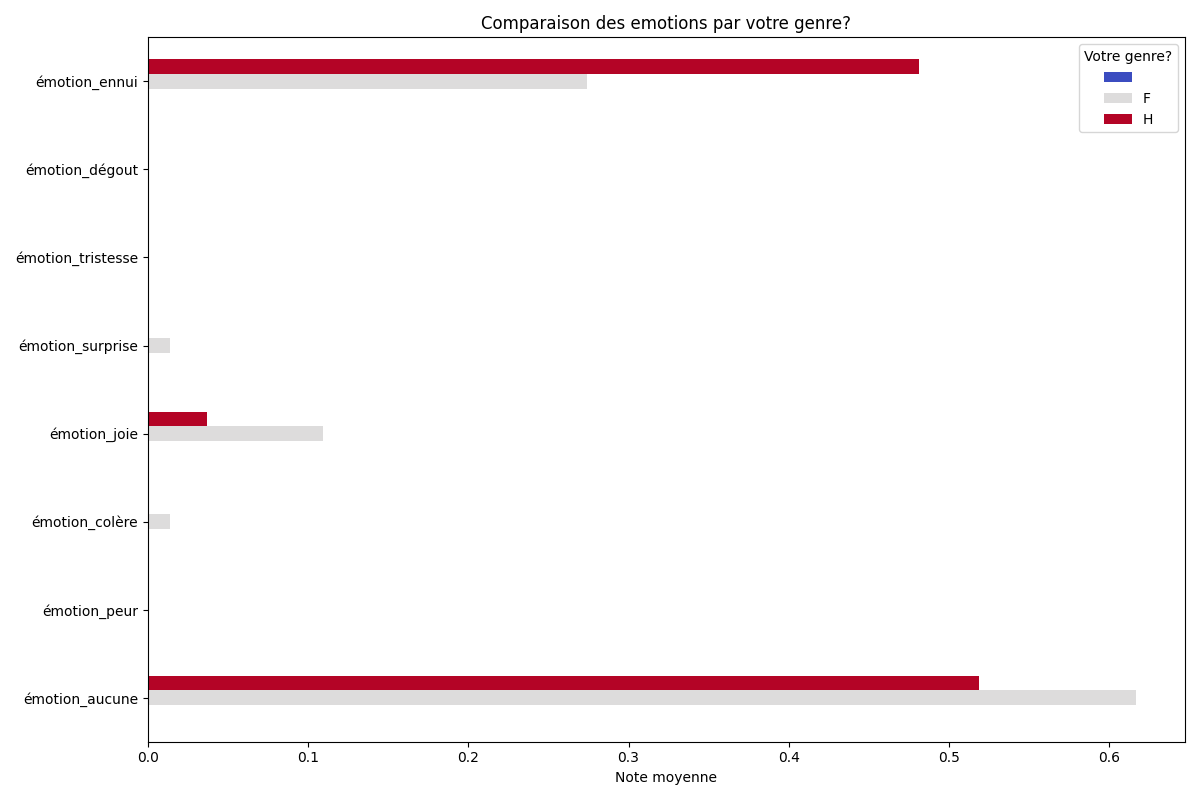 Comparaison des emotions par votre genre?
Votre genre?
F
H
émotion_ennui
émotion_dégout
émotion_tristesse
émotion_surprise
émotion_joie
émotion_colère
émotion_peur
émotion_aucune
0.0 0.1 0.2 0.3 0.4 0.5 0.6
Note moyenne